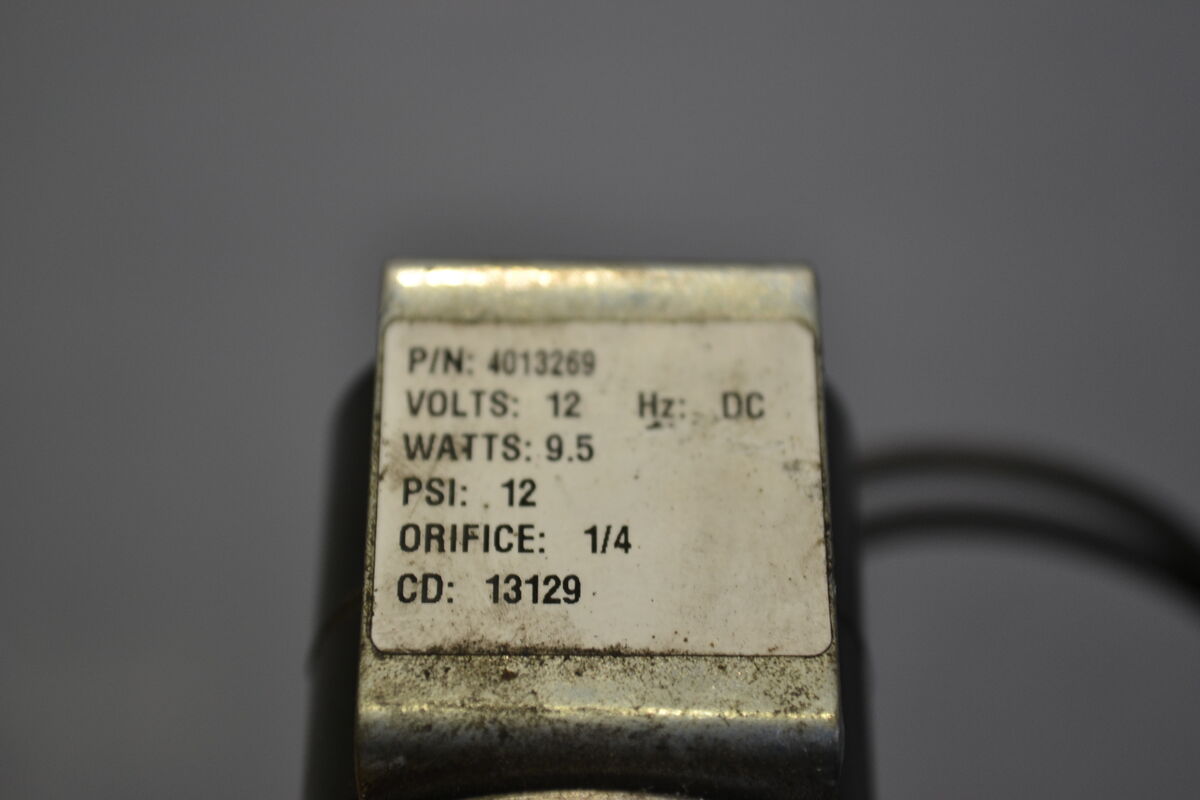 P/N: 4013269
VOLTS: 12 Hz: DC
WATTS: 9.5
PSI: 12
ORIFICE: 1/4
CD: 13129